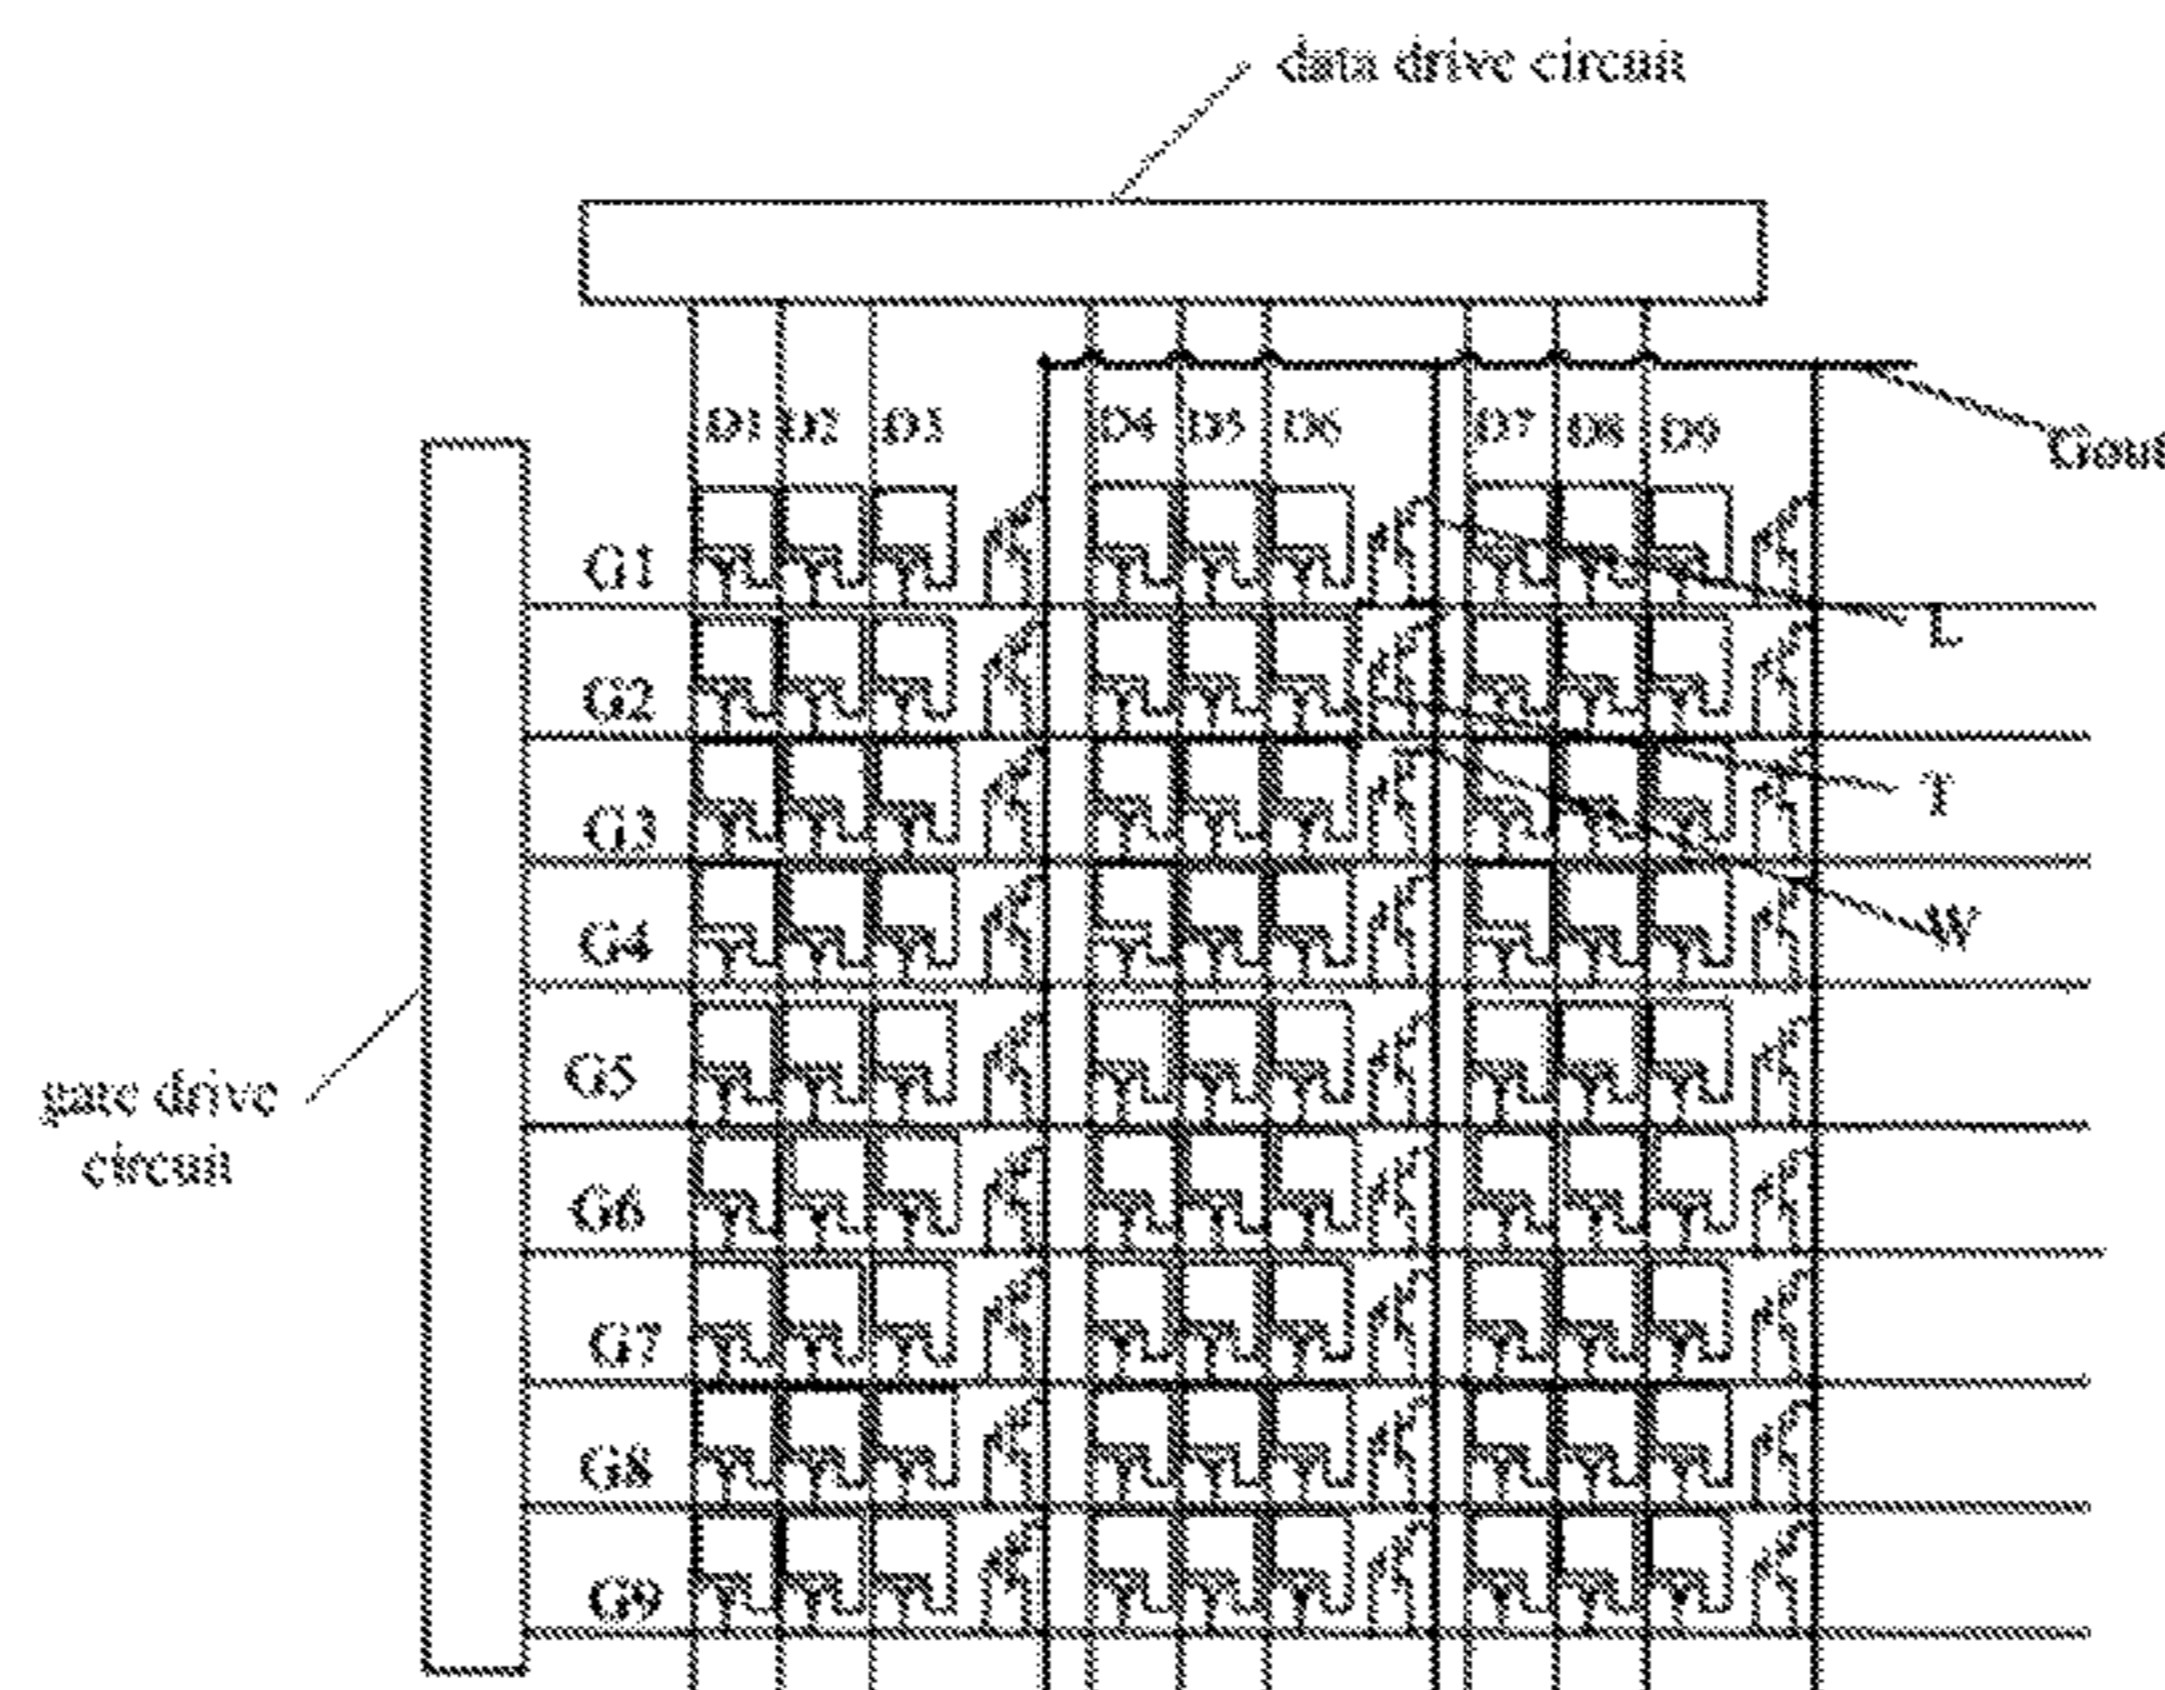 data drive circuit
D1 D2 D3 D4 D5 D6 D7 D8 D9
Gout
G1
L
G2
T
G3
W
G4
G5
gate drive
circuit
G6
G7
G8
G9